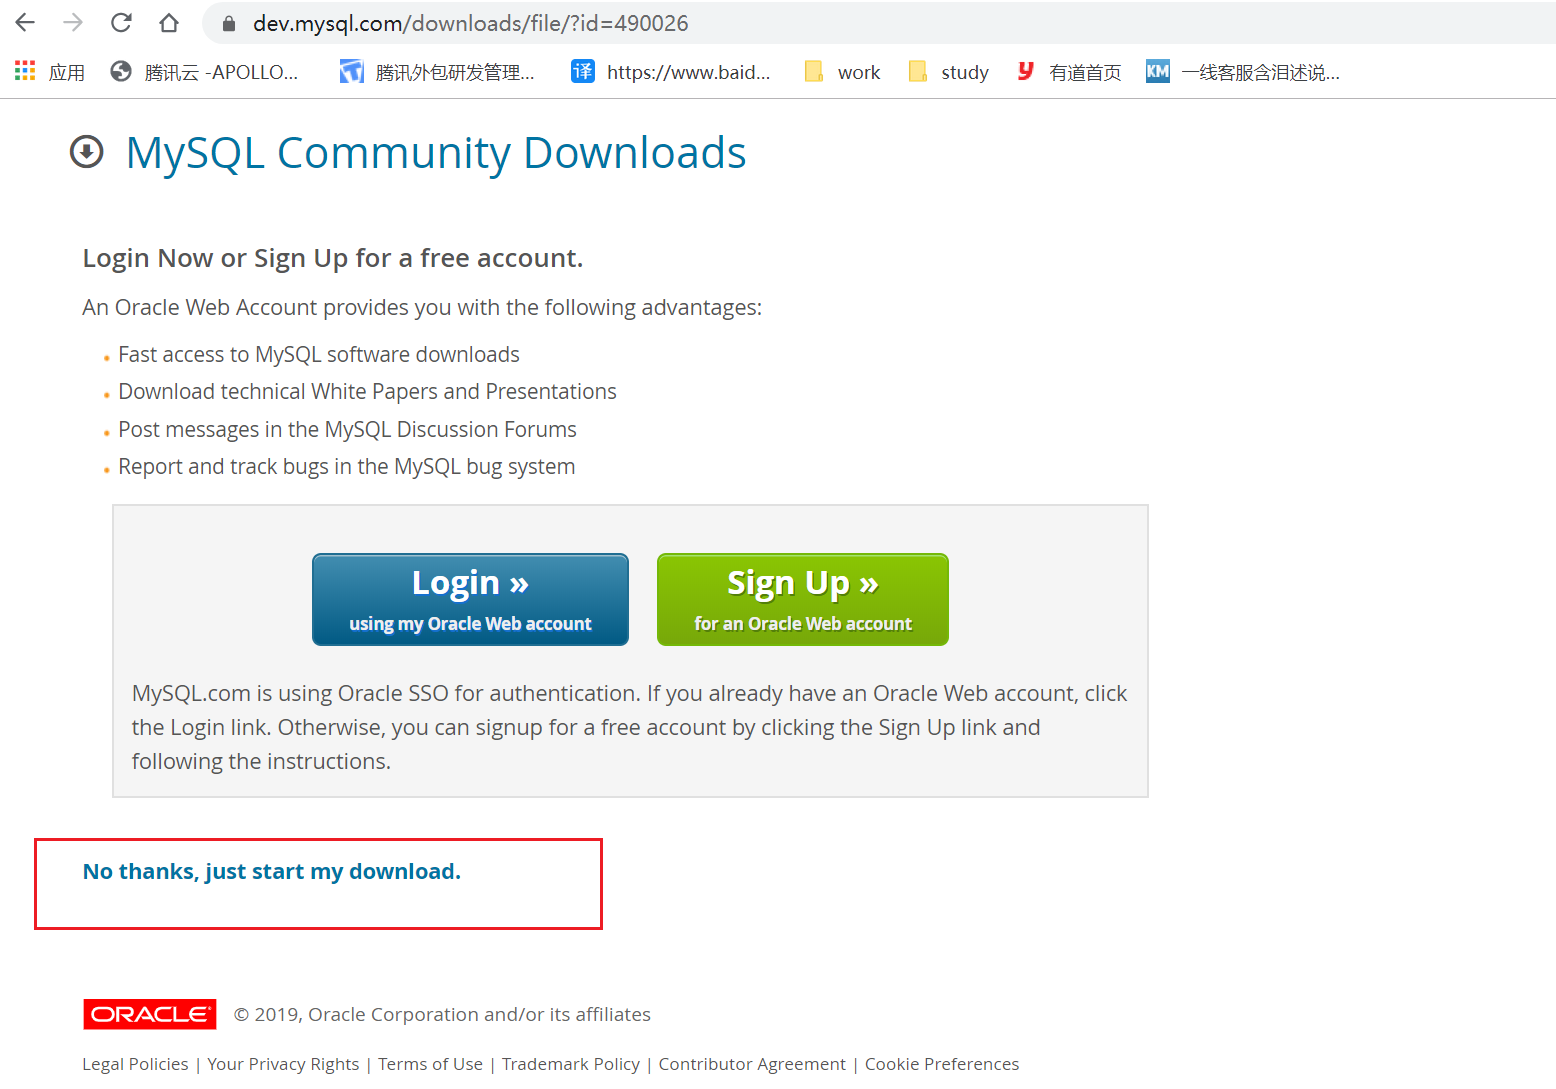 dev.mysql.com/downloads/file/?id=490026
应用 腾讯云 -APOLLO... 腾讯外包研发管理... 译 https://www.baid... work study y 有道首页 KM 一线客服含泪述说...
MySQL Community Downloads
Login Now or Sign Up for a free account.
An Oracle Web Account provides you with the following advantages:
Fast access to MySQL software downloads
Download technical White Papers and Presentations
Post messages in the MySQL Discussion Forums
Report and track bugs in the MySQL bug system
Login » Sign Up »
using my Oracle Web account for an Oracle Web account
MySQL.com is using Oracle SSO for authentication. If you already have an Oracle Web account, click
the Login link. Otherwise, you can signup for a free account by clicking the Sign Up link and
following the instructions.
No thanks, just start my download.
ORACLE © 2019, Oracle Corporation and/or its affiliates
Legal Policies | Your Privacy Rights | Terms of Use | Trademark Policy | Contributor Agreement | Cookie Preferences